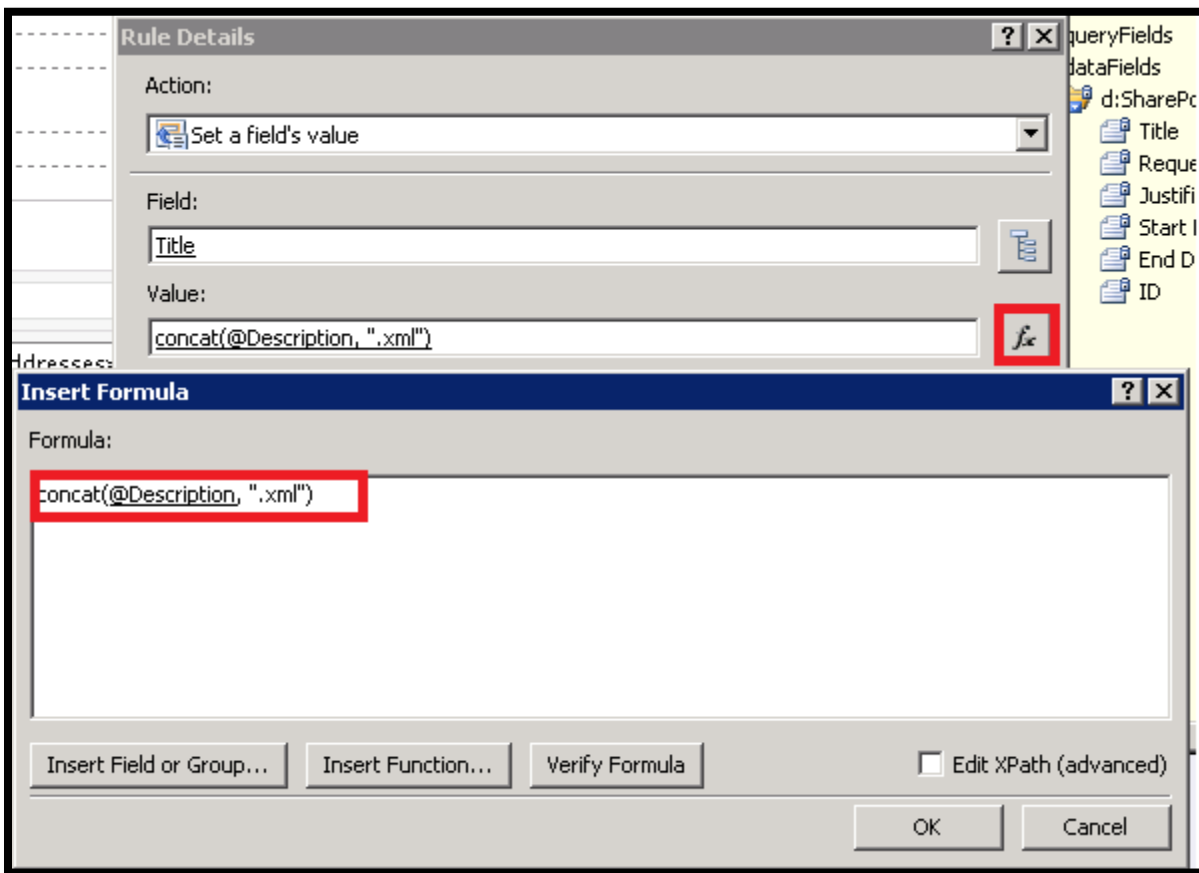 Rule Details
?
queryFields
dataFields
d:SharePo
Title
Reque
Justifi
Start
End D
ID
Action:
Set a field's value
Field:
Title
Value:
concat(@Description, ".xml")
fx
ddresses
Insert Formula
?
Formula:
concat(@Description, ".xml")
Insert Field or Group...
Insert Function...
Verify Formula
Edit XPath (advanced)
OK
Cancel